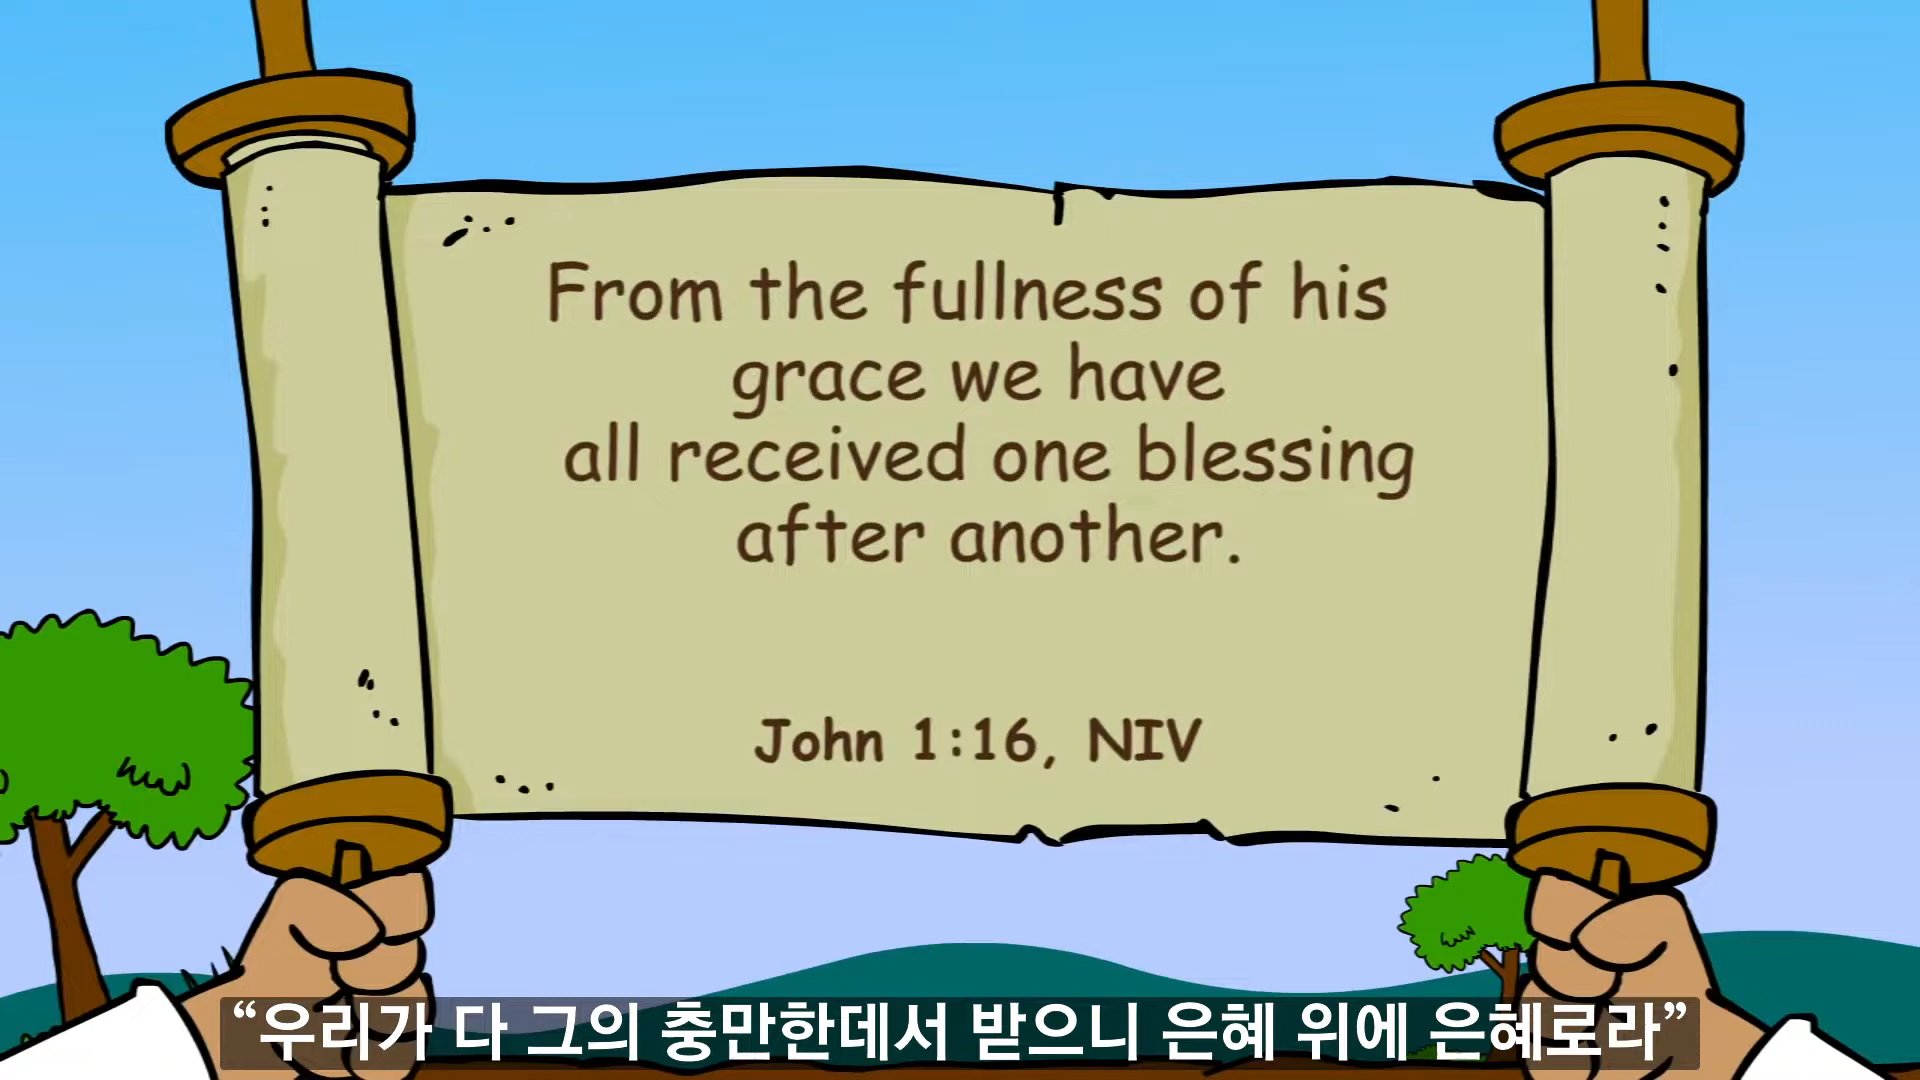 From the fullness of his
grace we have
all received one blessing
after another.
John 1:16, NIV
“우리가 다 그의 충만한데서 받으니 은혜 위에 은혜로라”